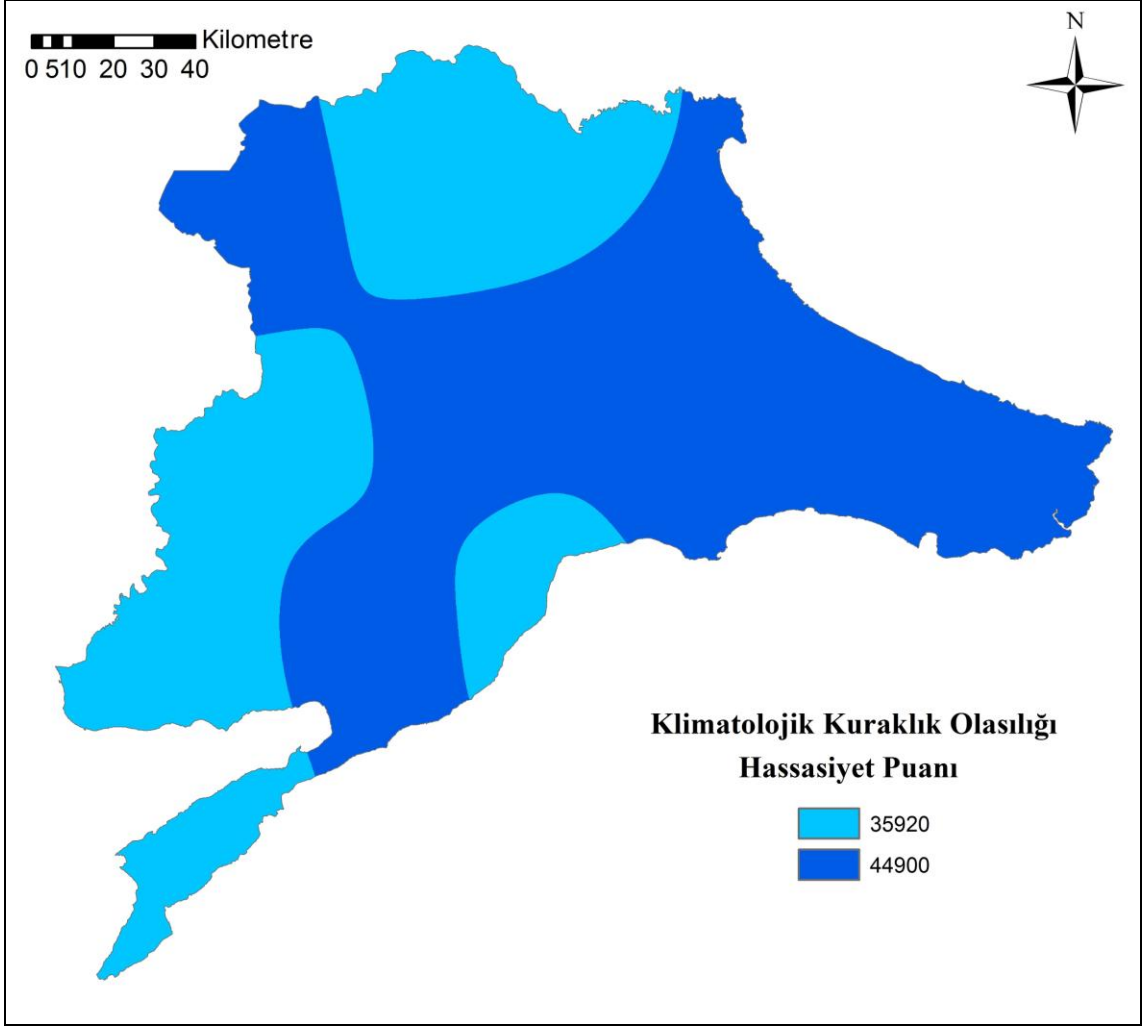 Kilometre
0 510 20 30 40
N
Klimatolojik Kuraklık Olasılığı
Hassasiyet Puanı
35920
44900